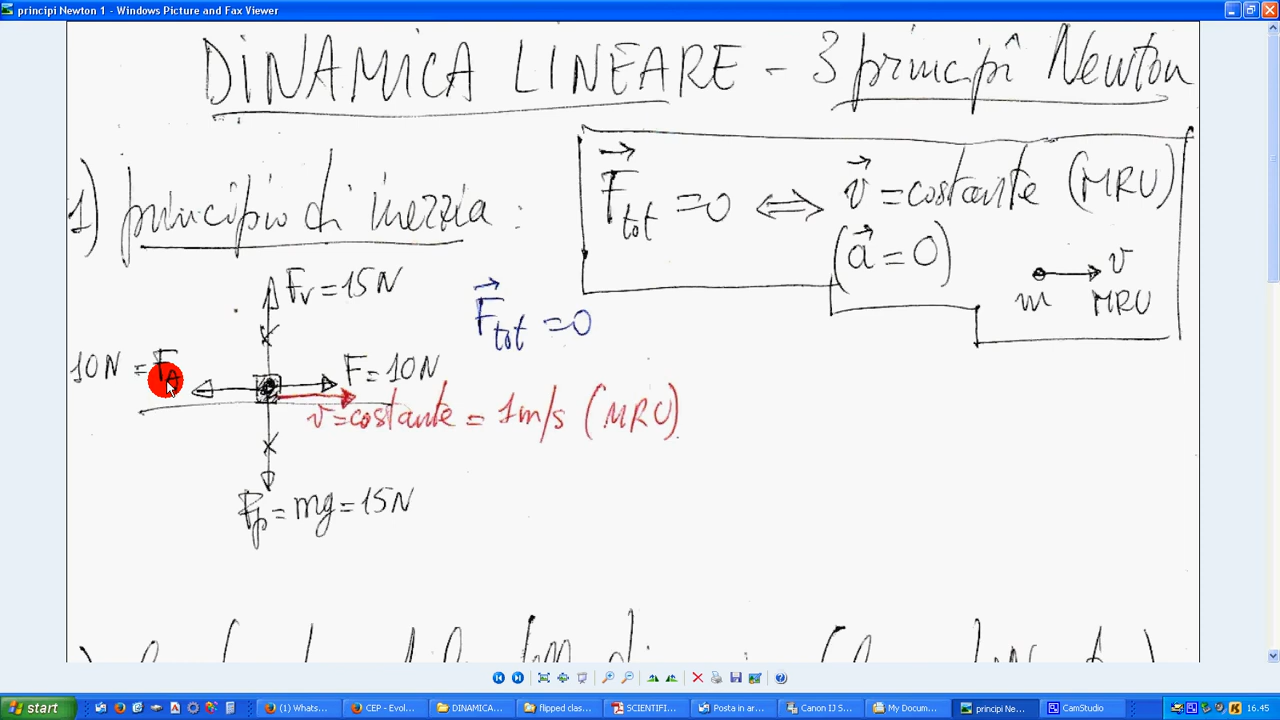 principi Newton 1 - Windows Picture and Fax Viewer
DINAMICA LINEARE - 3 principi Newton
1) principio di inerzia :
F tot = 0 ⇔ v = costante (MRU)
(a = 0)
m v
MRU
Fv = 15N
F tot = 0
10N = FA
F = 10N
v = costante = 1m/s (MRU)
Fp = mg = 15N
start
(1) Whats...
CEP - Evol...
DINAMICA...
flipped clas...
SCIENTIFI...
Posta in ar...
Canon IJ S...
My Docum...
principi Ne...
CamStudio
16.45